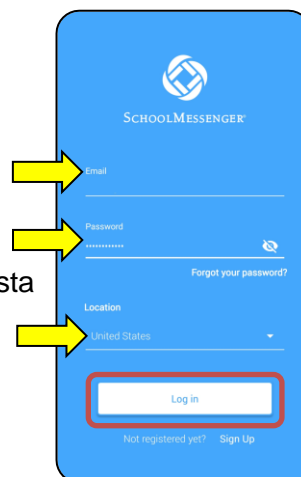 SCHOOLMESSENGER®
Email
Password
••••••••••••
Forgot your password?
sta
Location
United States
Log in
Not registered yet? Sign Up